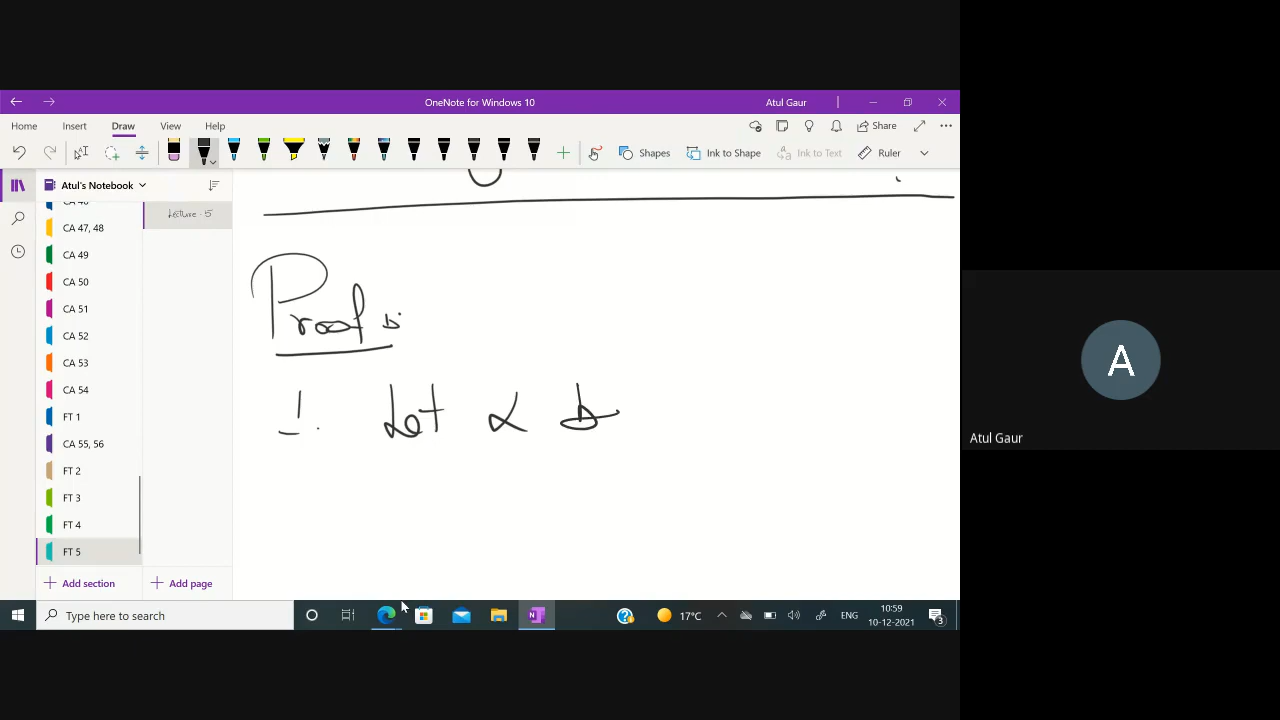 OneNote for Windows 10
Atul Gaur
Home Insert Draw View Help
Share
Shapes Ink to Shape Ink to Text Ruler
Atul's Notebook
Lecture - 5
CA 47, 48
CA 49
CA 50
CA 51
CA 52
CA 53
CA 54
FT 1
CA 55, 56
FT 2
FT 3
FT 4
FT 5
Add section
Add page
Proof
1. Let α
A
Atul Gaur
Type here to search
17°C
ENG
10:59
10-12-2021
3